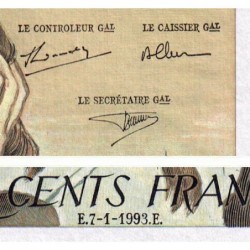 LE CONTROLEUR GAL LE CAISSIER GAL
LE SECRÉTAIRE GAL
CENTS FRAN
E.7-1-1993.E.